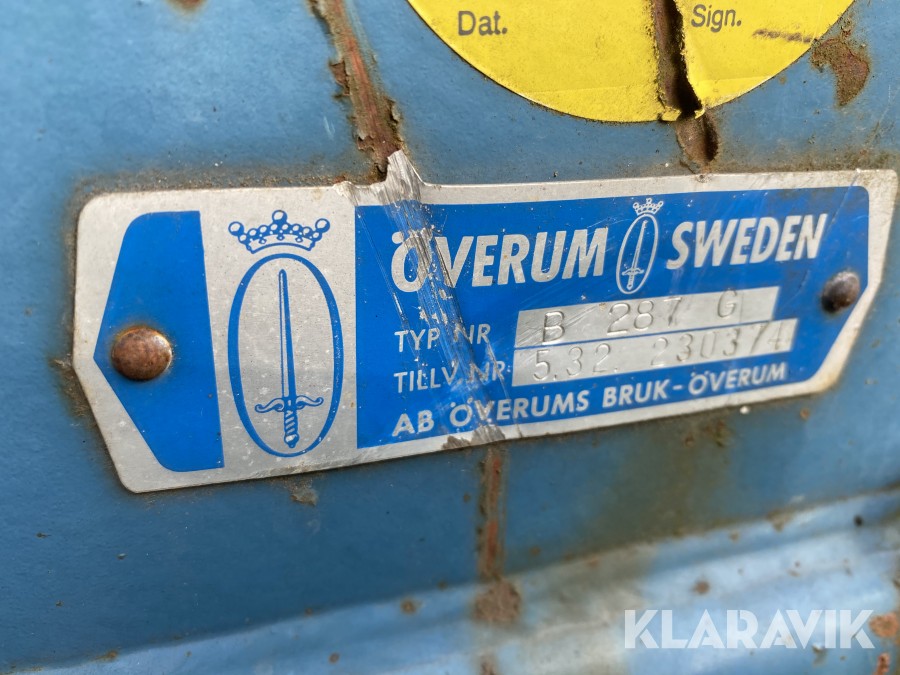 Dat. Sign.
ÖVERUM SWEDEN
TYP NR B 287 G
TILLV.NR 5.32. 230374
AB ÖVERUMS BRUK-ÖVERUM
KLARAVIK